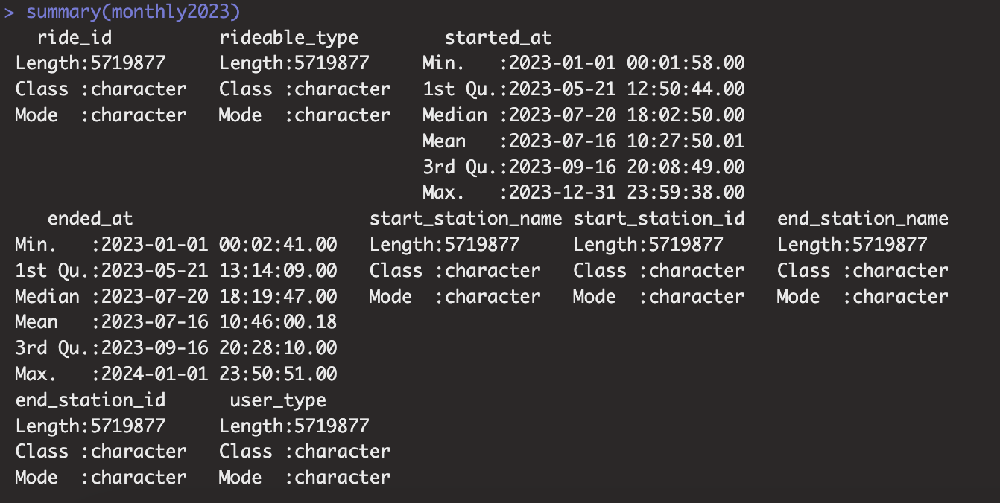 > summary(monthly2023)
   ride_id          rideable_type        started_at
 Length:5719877     Length:5719877     Min.   :2023-01-01 00:01:58.00
 Class :character   Class :character   1st Qu.:2023-05-21 12:50:44.00
 Mode  :character   Mode  :character   Median :2023-07-20 18:02:50.00
                                       Mean   :2023-07-16 10:27:50.01
                                       3rd Qu.:2023-09-16 20:08:49.00
                                       Max.   :2023-12-31 23:59:38.00
    ended_at                      start_station_name start_station_id   end_station_name
 Min.   :2023-01-01 00:02:41.00   Length:5719877     Length:5719877     Length:5719877
 1st Qu.:2023-05-21 13:14:09.00   Class :character   Class :character   Class :character
 Median :2023-07-20 18:19:47.00   Mode  :character   Mode  :character   Mode  :character
 Mean   :2023-07-16 10:46:00.18
 3rd Qu.:2023-09-16 20:28:10.00
 Max.   :2024-01-01 23:50:51.00
 end_station_id      user_type
 Length:5719877     Length:5719877
 Class :character   Class :character
 Mode  :character   Mode  :character